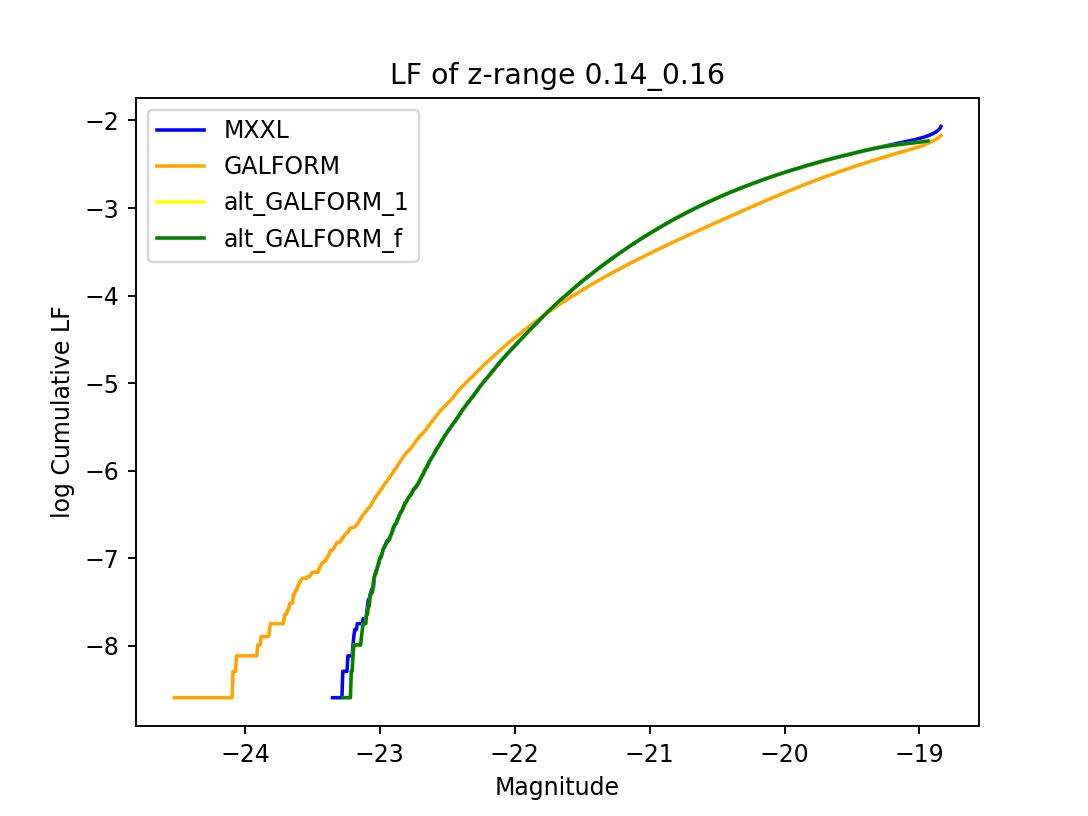 LF of z-range 0.14_0.16
MXXL
GALFORM
alt_GALFORM_1
alt_GALFORM_f
log Cumulative LF
−2
−3
−4
−5
−6
−7
−8
−24
−23
−22
−21
−20
−19
Magnitude